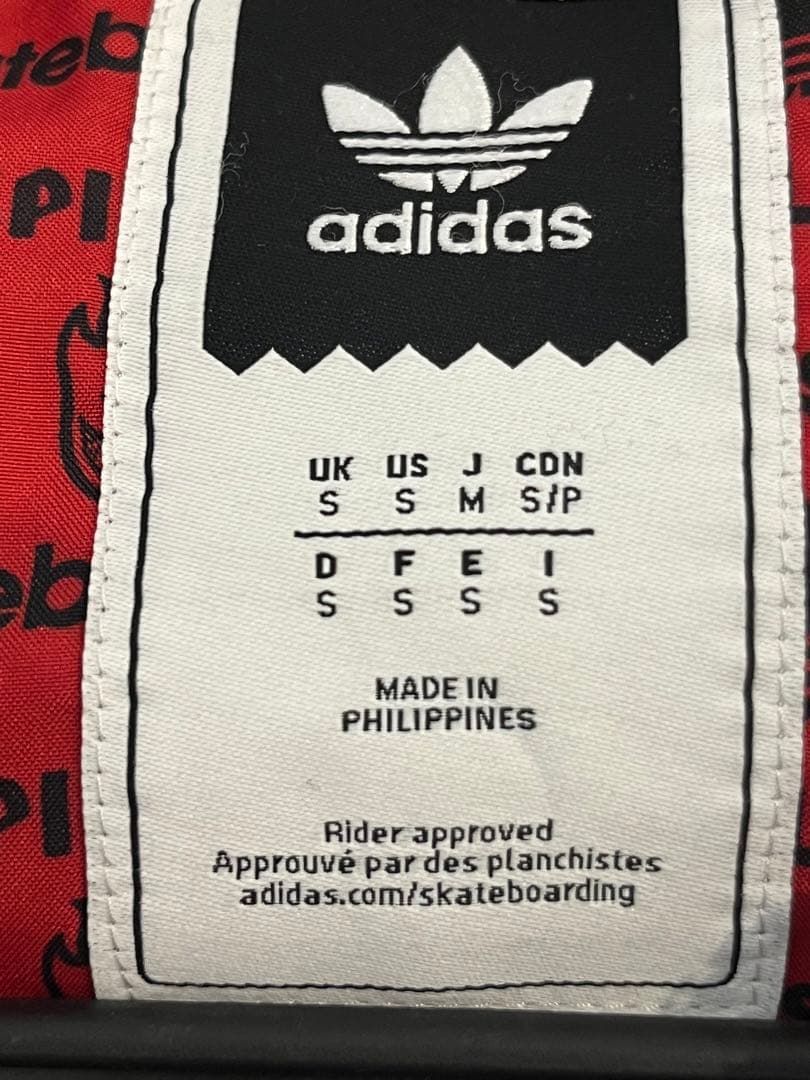 adidas
UK US J CDN
S S M S/P
D F E I
S S S S
MADE IN
PHILIPPINES
Rider approved
Approuvé par des planchistes
adidas.com/skateboarding